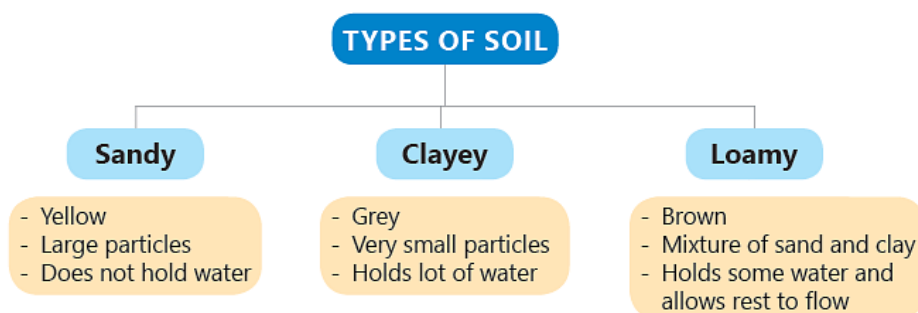 TYPES OF SOIL
Sandy
- Yellow
- Large particles
- Does not hold water
Clayey
- Grey
- Very small particles
- Holds lot of water
Loamy
- Brown
- Mixture of sand and clay
- Holds some water and
allows rest to flow